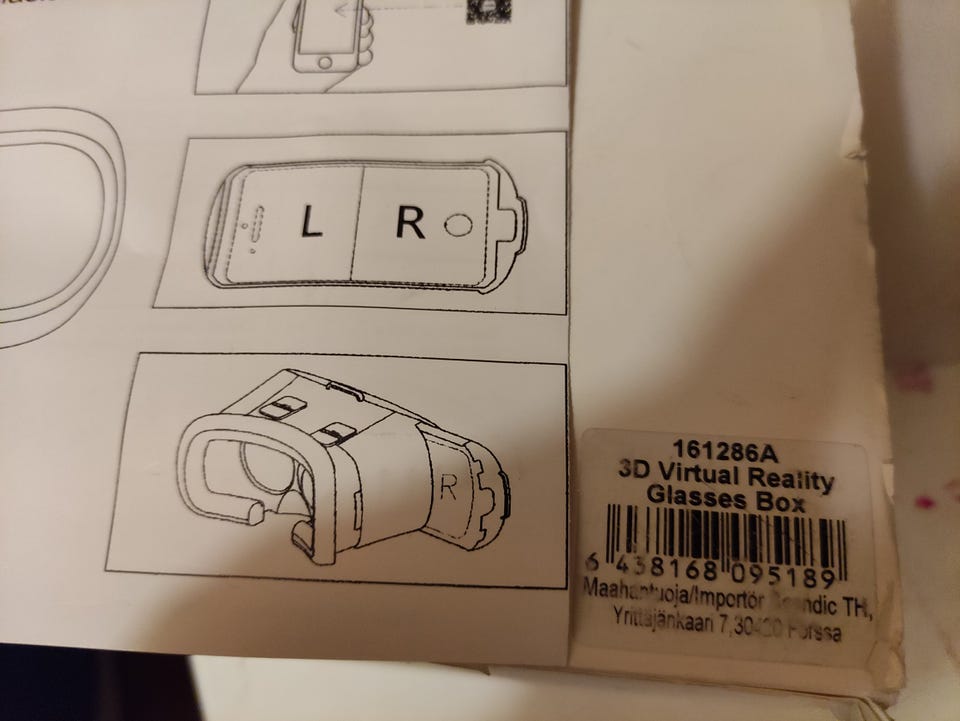 L R
R
161286A
3D Virtual Reality
Glasses Box
6 438168 095189
Maahantuoja/Importör TH,
Yrittäjänkaari 7, Forssa